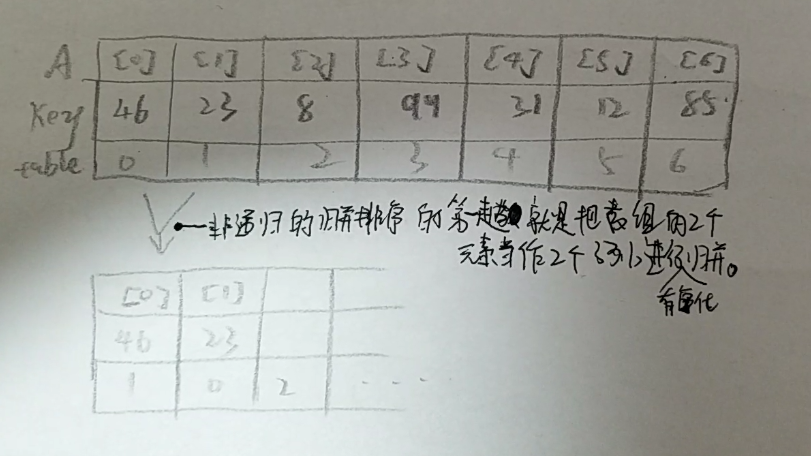 A [0] [1] [2] [3] [4] [5] [6]
Key 46 23 8 99 31 12 85
table 0 1 2 3 4 5 6
非递归的归并排序的第一趟就是把数组的2个
元素当作2个子列进行归并。
有序化
[0] [1]
46 23
1 0 2 ....